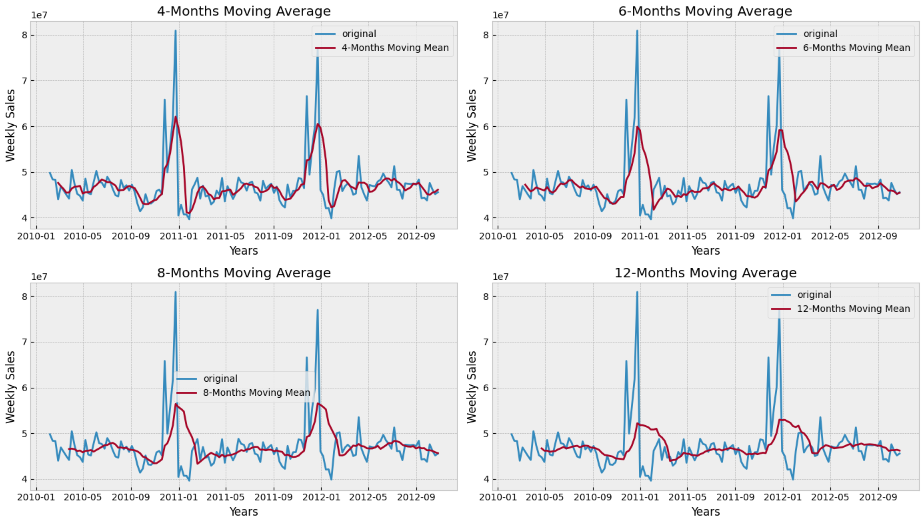 4-Months Moving Average
1e7
original
4-Months Moving Mean
Weekly Sales
8
7
6
5
4
2010-01 2010-05 2010-09 2011-01 2011-05 2011-09 2012-01 2012-05 2012-09
Years
6-Months Moving Average
1e7
original
6-Months Moving Mean
Weekly Sales
8
7
6
5
4
2010-01 2010-05 2010-09 2011-01 2011-05 2011-09 2012-01 2012-05 2012-09
Years
8-Months Moving Average
1e7
original
8-Months Moving Mean
Weekly Sales
8
7
6
5
4
2010-01 2010-05 2010-09 2011-01 2011-05 2011-09 2012-01 2012-05 2012-09
Years
12-Months Moving Average
1e7
original
12-Months Moving Mean
Weekly Sales
8
7
6
5
4
2010-01 2010-05 2010-09 2011-01 2011-05 2011-09 2012-01 2012-05 2012-09
Years